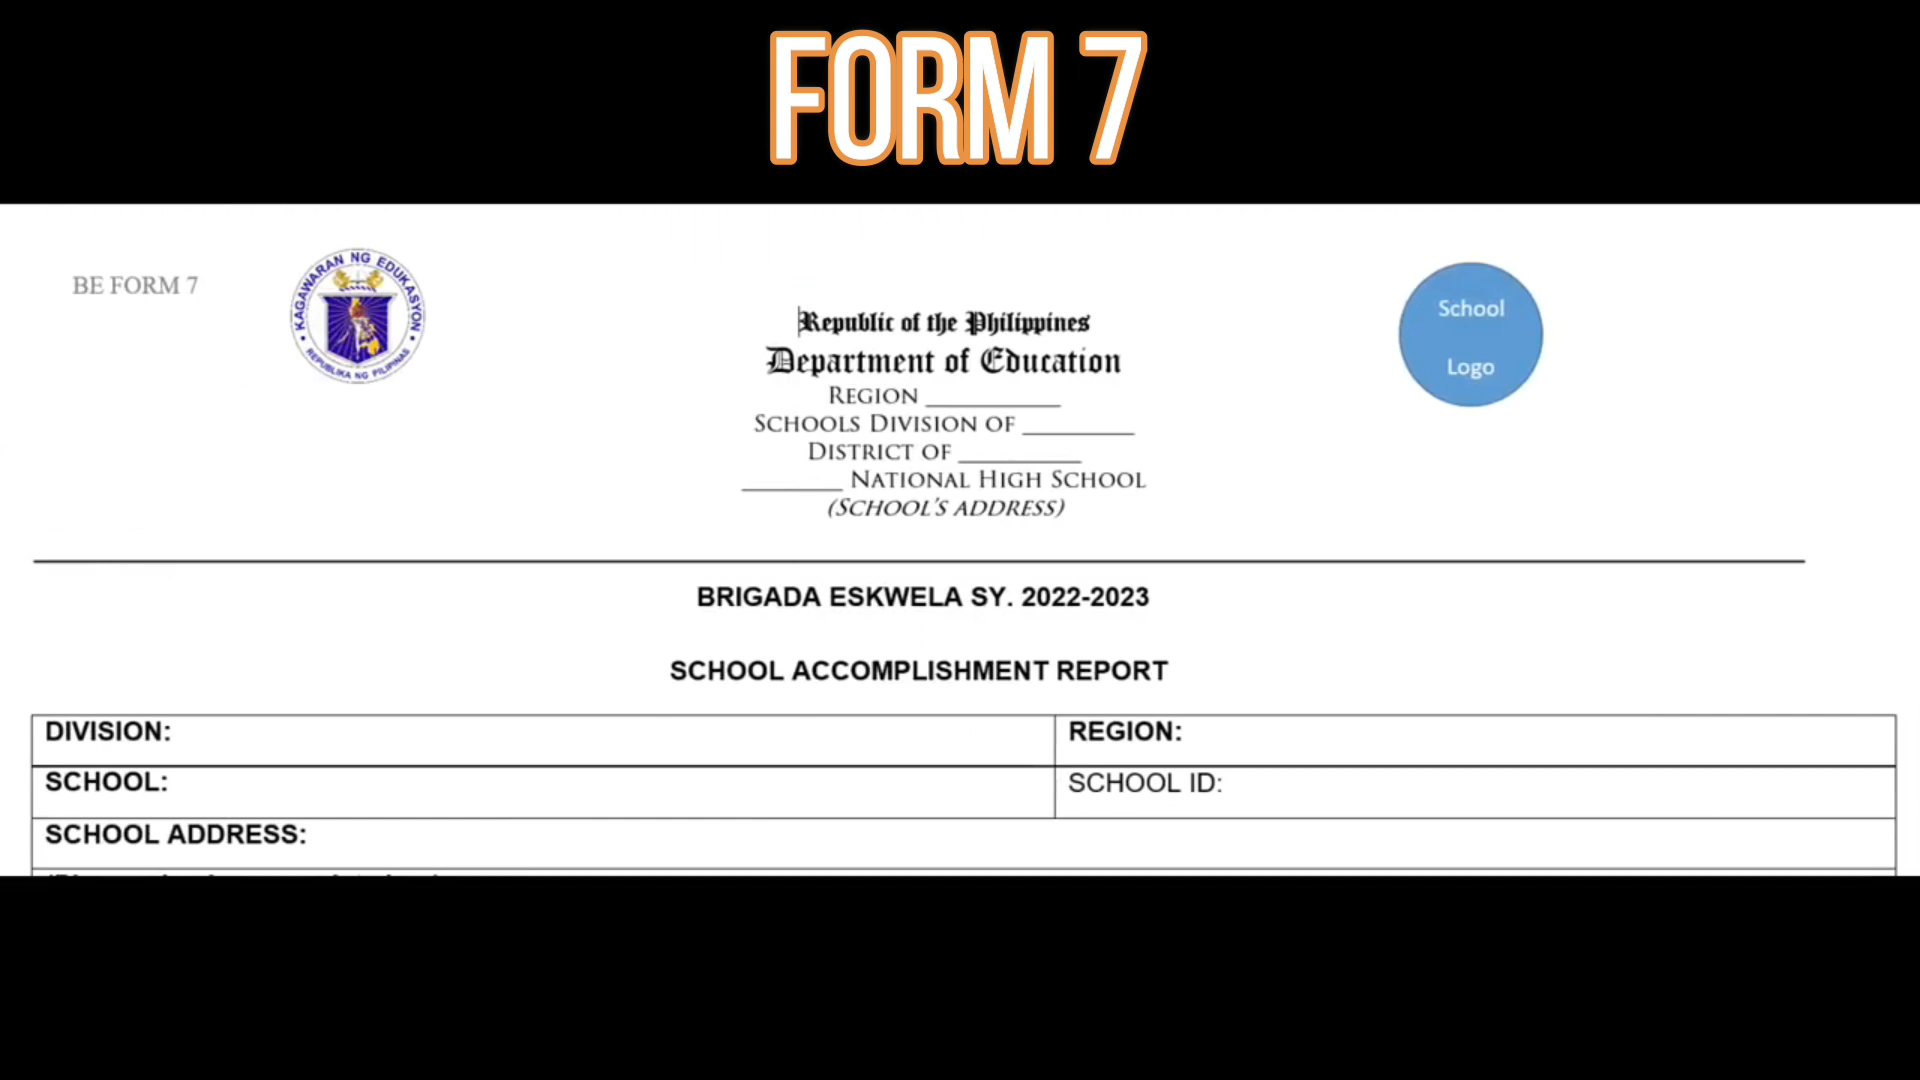 FORM 7
BE FORM 7
KAGAWARAN NG EDUKASYON
REPUBLIKA NG PILIPINAS
School
Logo
Republic of the Philippines
Department of Education
REGION ___________
SCHOOLS DIVISION OF _________
DISTRICT OF __________
________ NATIONAL HIGH SCHOOL
(SCHOOL'S ADDRESS)
BRIGADA ESKWELA SY. 2022-2023
SCHOOL ACCOMPLISHMENT REPORT
DIVISION: REGION:
SCHOOL: SCHOOL ID:
SCHOOL ADDRESS: